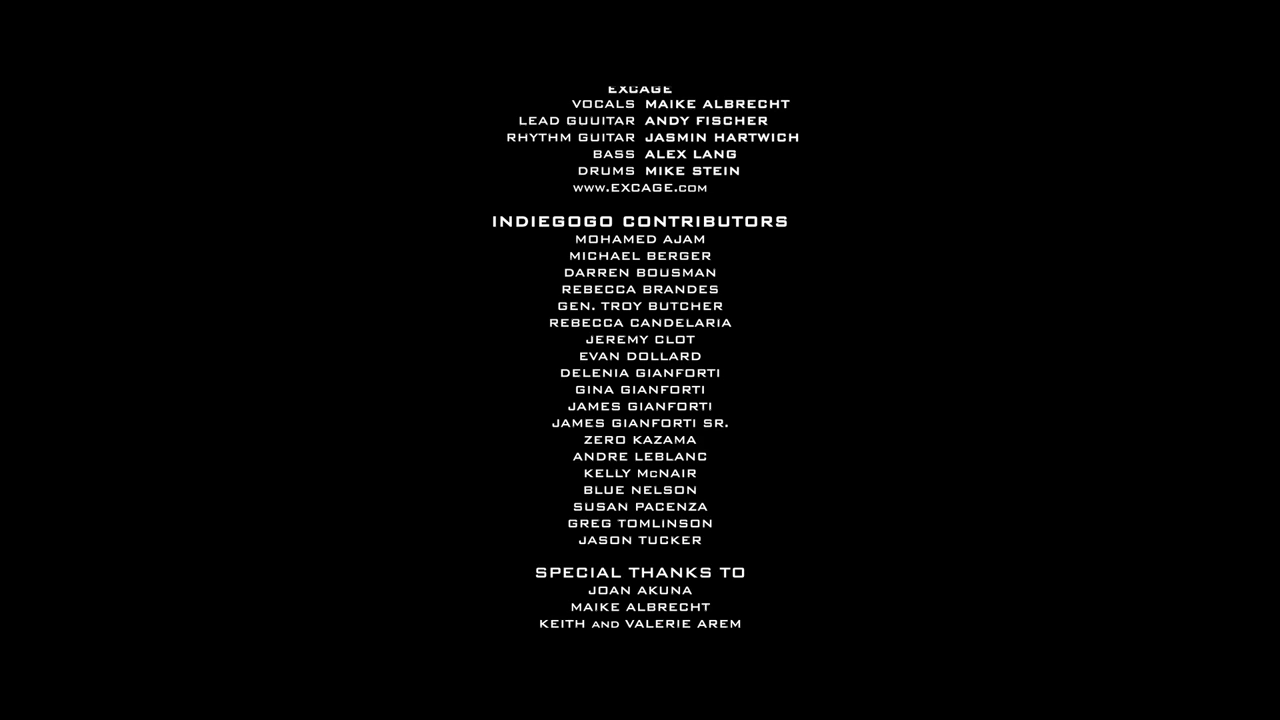 EXCAGE
VOCALS MAIKE ALBRECHT
LEAD GUUITAR ANDY FISCHER
RHYTHM GUITAR JASMIN HARTWICH
BASS ALEX LANG
DRUMS MIKE STEIN
www.EXCAGE.com
INDIEGOGO CONTRIBUTORS
MOHAMED AJAM
MICHAEL BERGER
DARREN BOUSMAN
REBECCA BRANDES
GEN. TROY BUTCHER
REBECCA CANDELARIA
JEREMY CLOT
EVAN DOLLARD
DELENIA GIANFORTI
GINA GIANFORTI
JAMES GIANFORTI
JAMES GIANFORTI SR.
ZERO KAZAMA
ANDRE LEBLANC
KELLY McNAIR
BLUE NELSON
SUSAN PACENZA
GREG TOMLINSON
JASON TUCKER
SPECIAL THANKS TO
JOAN AKUNA
MAIKE ALBRECHT
KEITH AND VALERIE AREM